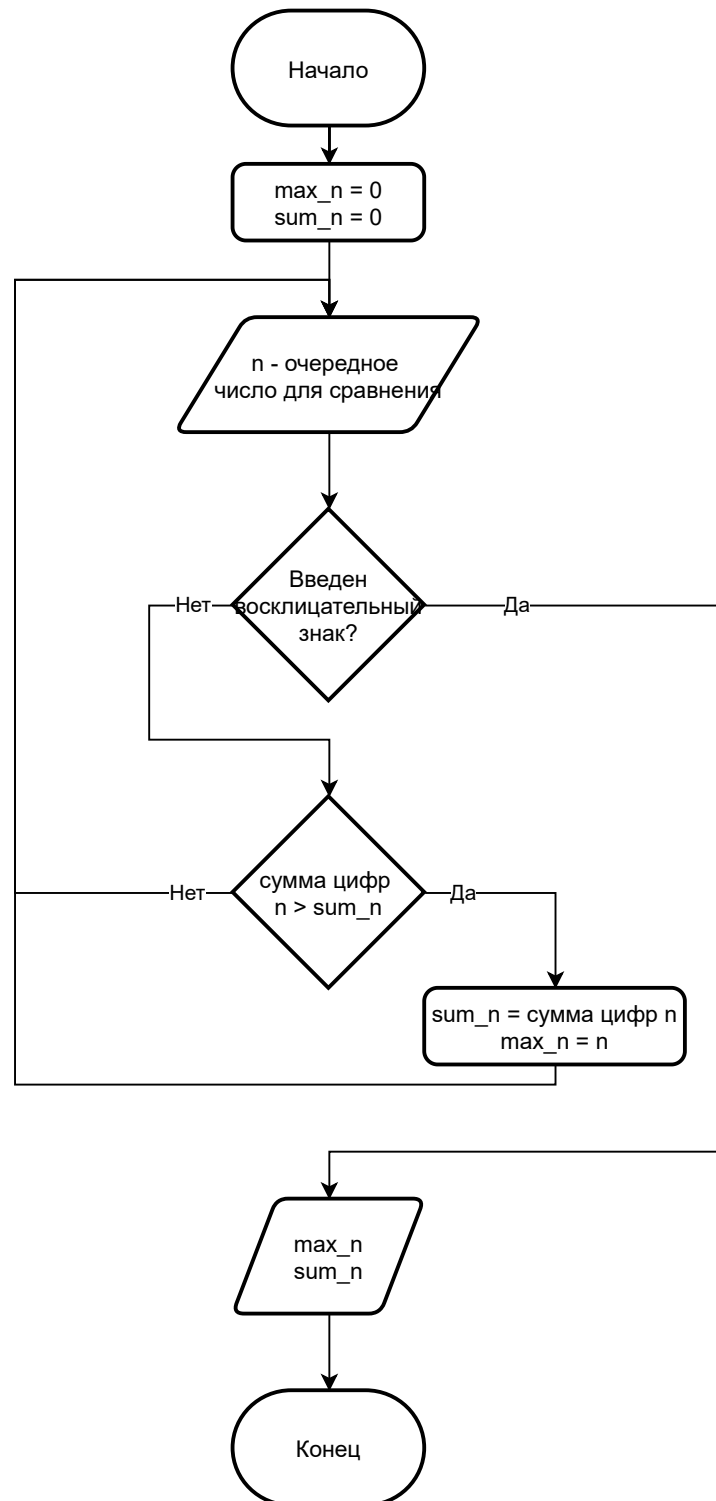 Начало
max_n = 0
sum_n = 0
n - очередное
число для сравнения
Введен
восклицательный
знак?
Нет
Да
сумма цифр
n > sum_n
Нет
Да
sum_n = сумма цифр n
max_n = n
max_n
sum_n
Конец